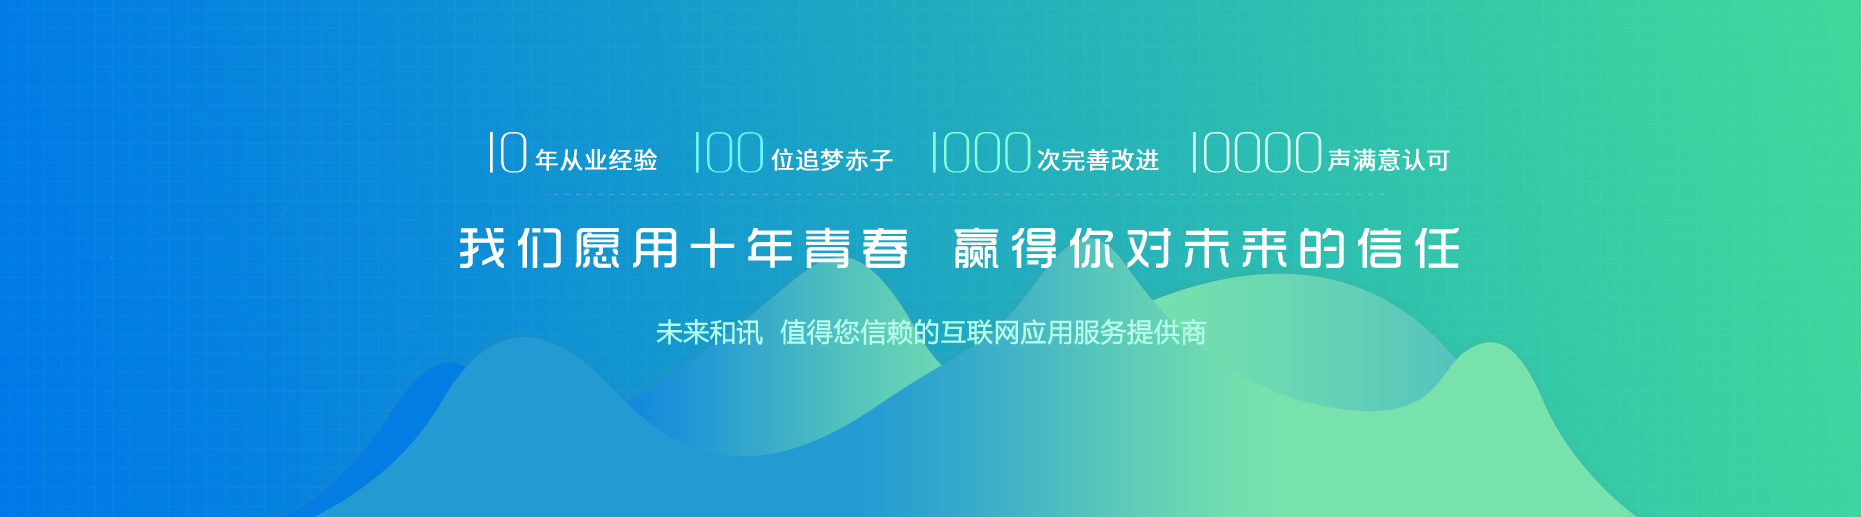 10年从业经验 100位追梦赤子 1000次完善改进 10000声满意认可
我们愿用十年青春 赢得你对未来的信任
未来和讯 值得您信赖的互联网应用服务提供商